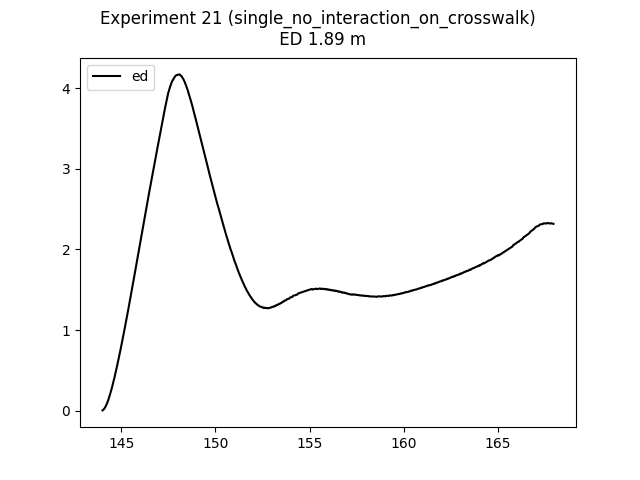 Experiment 21 (single_no_interaction_on_crosswalk)
ED 1.89 m
ed
4
3
2
1
0
145 150 155 160 165